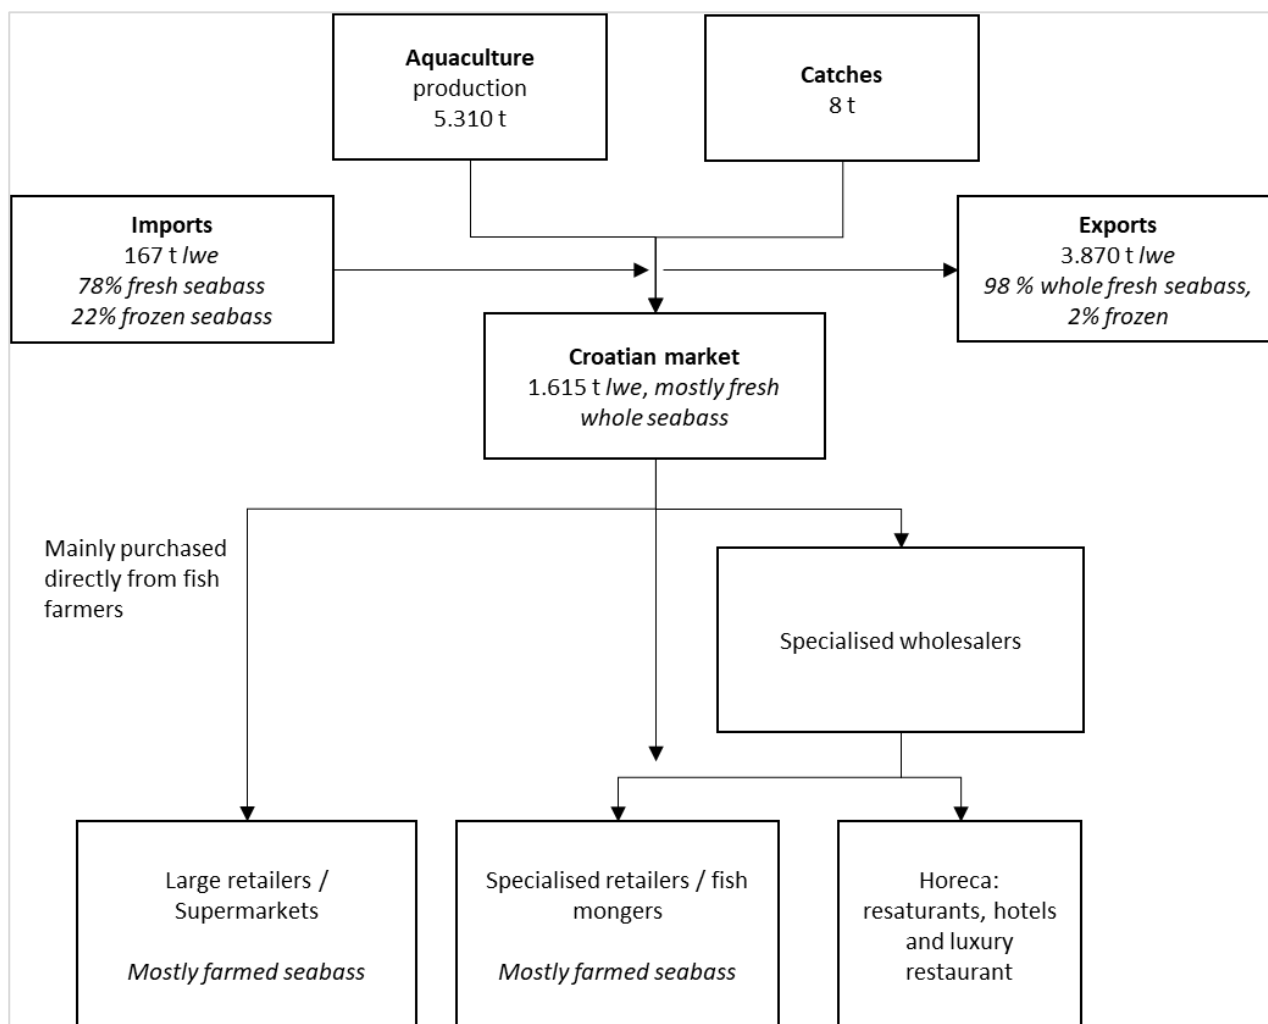 Aquaculture
production
5.310 t
Catches
8 t
Imports
167 t lwe
78% fresh seabass
22% frozen seabass
Exports
3.870 t lwe
98 % whole fresh seabass,
2% frozen
Croatian market
1.615 t lwe, mostly fresh
whole seabass
Mainly purchased
directly from fish
farmers
Specialised wholesalers
Large retailers /
Supermarkets
Mostly farmed seabass
Specialised retailers / fish
mongers
Mostly farmed seabass
Horeca:
resaturants, hotels
and luxury
restaurant